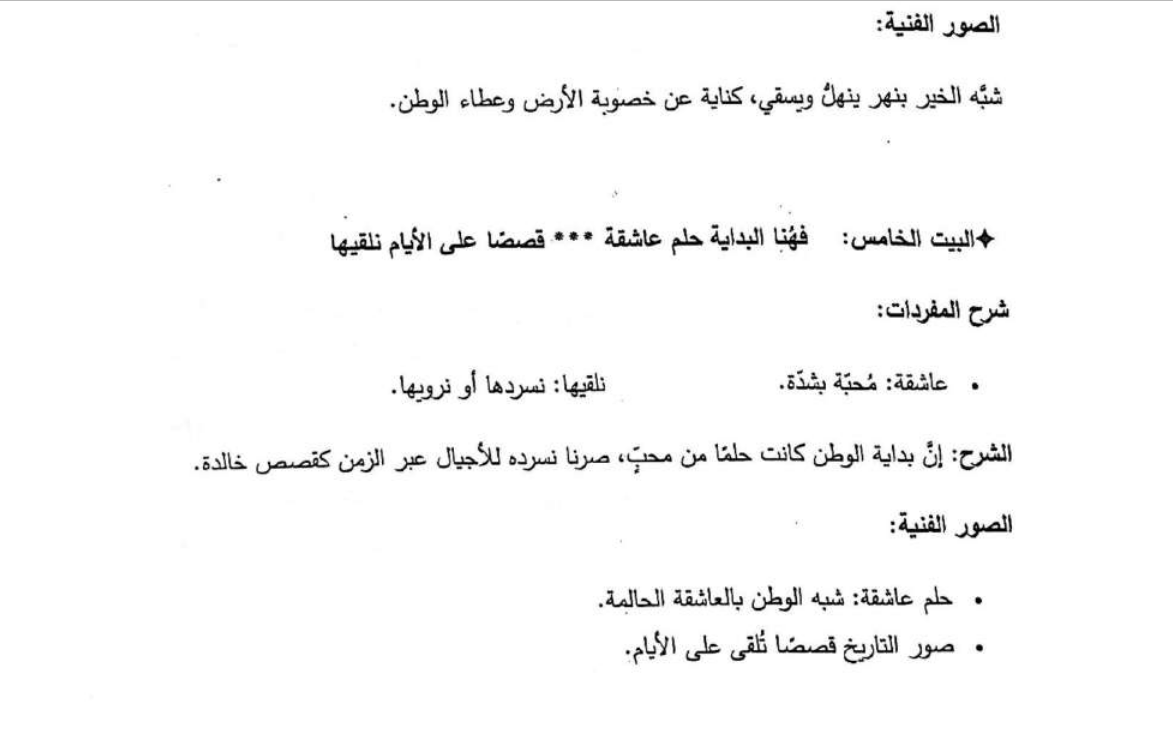 الصور الفنية:
شبَّه الخير بنهر ينهلُ ويسقي، كناية عن خصوبة الأرض وعطاء الوطن.
✦البيت الخامس: فهُنا البداية حلم عاشقة *** قصصًا على الأيام نلقيها
شرح المفردات:
• عاشقة: مُحبّة بشدّة. نلقيها: نسردها أو نرويها.
الشرح: إنَّ بداية الوطن كانت حلمًا من محبٍّ، صرنا نسرده للأجيال عبر الزمن كقصص خالدة.
الصور الفنية:
• حلم عاشقة: شبه الوطن بالعاشقة الحالمة.
• صور التاريخ قصصًا تُلقى على الأيام.